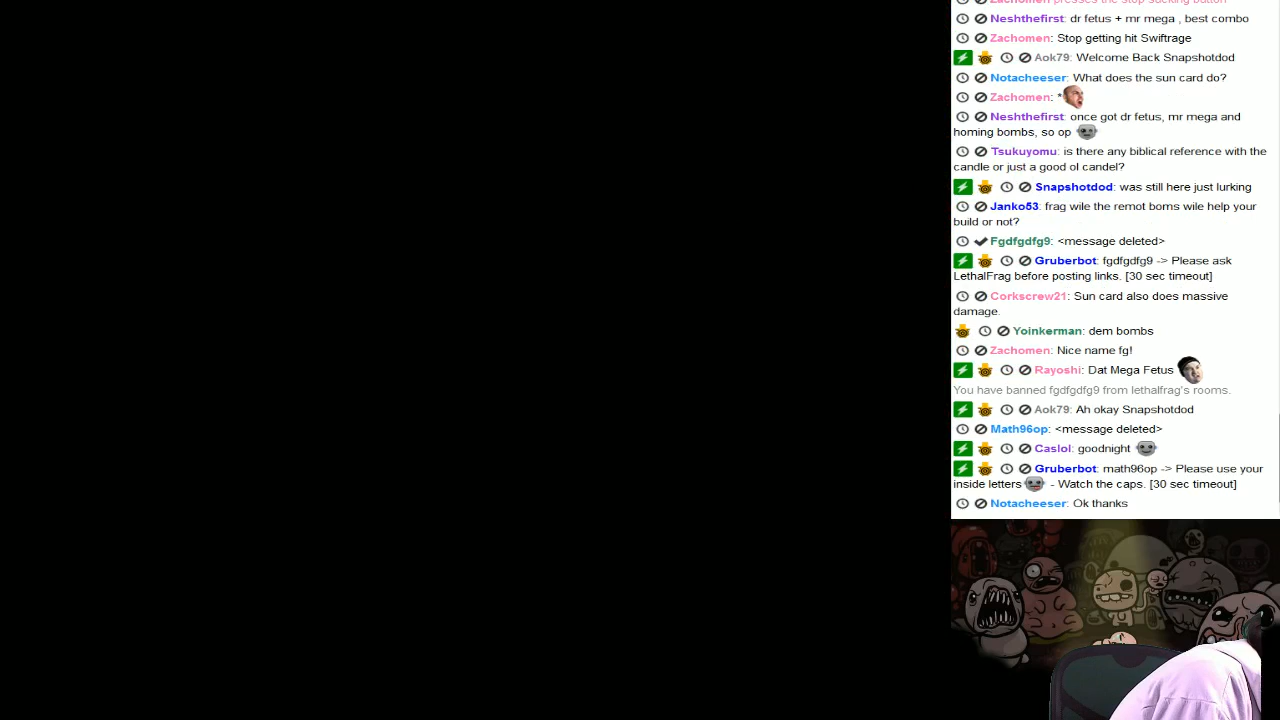 Zachomen presses the stop sucking button
Neshthefirst: dr fetus + mr mega , best combo
Zachomen: Stop getting hit Swiftrage
Aok79: Welcome Back Snapshotdod
Notacheeser: What does the sun card do?
Zachomen: *
Neshthefirst: once got dr fetus, mr mega and
homing bombs, so op
Tsukuyomu: is there any biblical reference with the
candle or just a good ol candel?
Snapshotdod: was still here just lurking
Janko53: frag wile the remot boms wile help your
build or not?
Fgdfgdfg9: <message deleted>
Gruberbot: fgdfgdfg9 -> Please ask
LethalFrag before posting links. [30 sec timeout]
Corkscrew21: Sun card also does massive
damage.
Yoinkerman: dem bombs
Zachomen: Nice name fg!
Rayoshi: Dat Mega Fetus
You have banned fgdfgdfg9 from lethalfrag's rooms.
Aok79: Ah okay Snapshotdod
Math96op: <message deleted>
Caslol: goodnight
Gruberbot: math96op -> Please use your
inside letters - Watch the caps. [30 sec timeout]
Notacheeser: Ok thanks